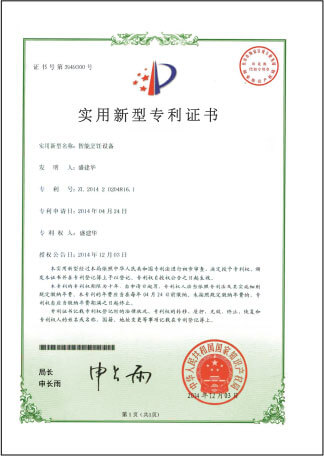 证书号第3949300号
实用新型专利证书
实用新型名称：智能烹饪设备
发 明 人：盛建华
专 利 号：
专利申请日：2014年04月24日
专 利 权 人：盛建华
授权公告日：2014年12月03日
本实用新型经过本局依照中华人民共和国专利法进行初步审查，决定授予专利权，颁
发本证书并在专利登记簿上予以登记。专利权自授权公告之日起生效。
本专利的专利权期限为十年，自申请日起算。专利权人应当依照专利法及其实施细则
规定缴纳年费。本专利的年费应当在每年04月24日前缴纳。未按照规定缴纳年费的，专利
权自应当缴纳年费期满之日起终止。
专利证书记载专利权登记时的法律状况。专利权的转移、质押、无效、终止、恢复和
专利权人的姓名或名称、国籍、地址变更等事项记载在专利登记簿上。
局长
申长雨
申长雨
中华人民共和国国家知识产权局
2014年12月03日
第1页（共1页）